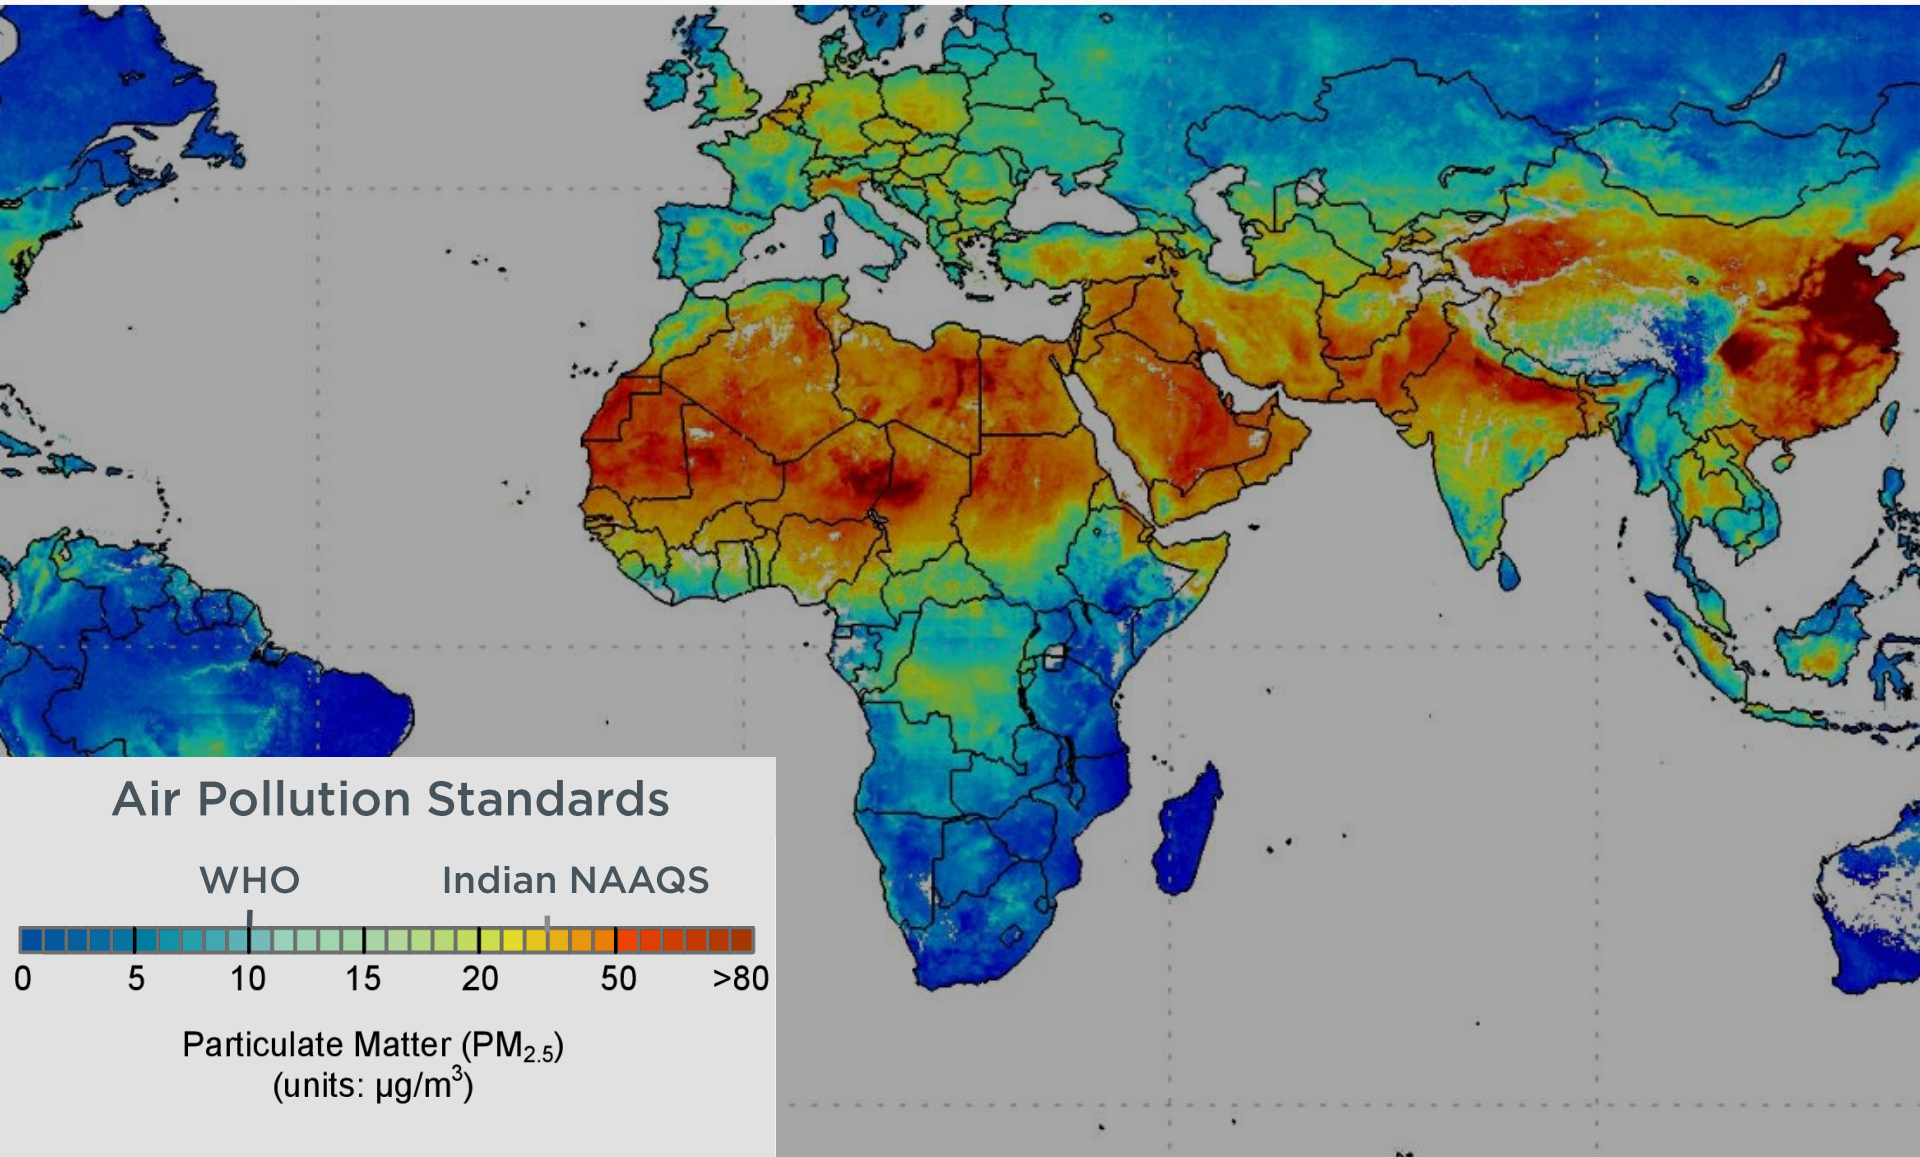 Air Pollution Standards
WHO Indian NAAQS
0 5 10 15 20 50 >80
Particulate Matter (PM2.5)
(units: µg/m³)